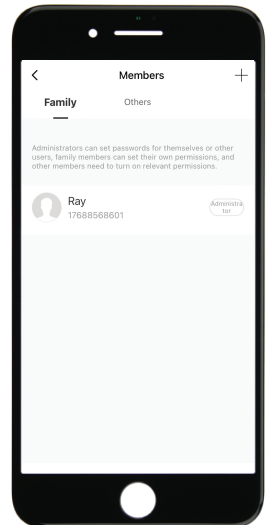 Members
Family Others
Administrators can set passwords for themselves or other
users, family members can set their own permissions, and
other members need to turn on relevant permissions.
Ray
17688568601
Administra
tor